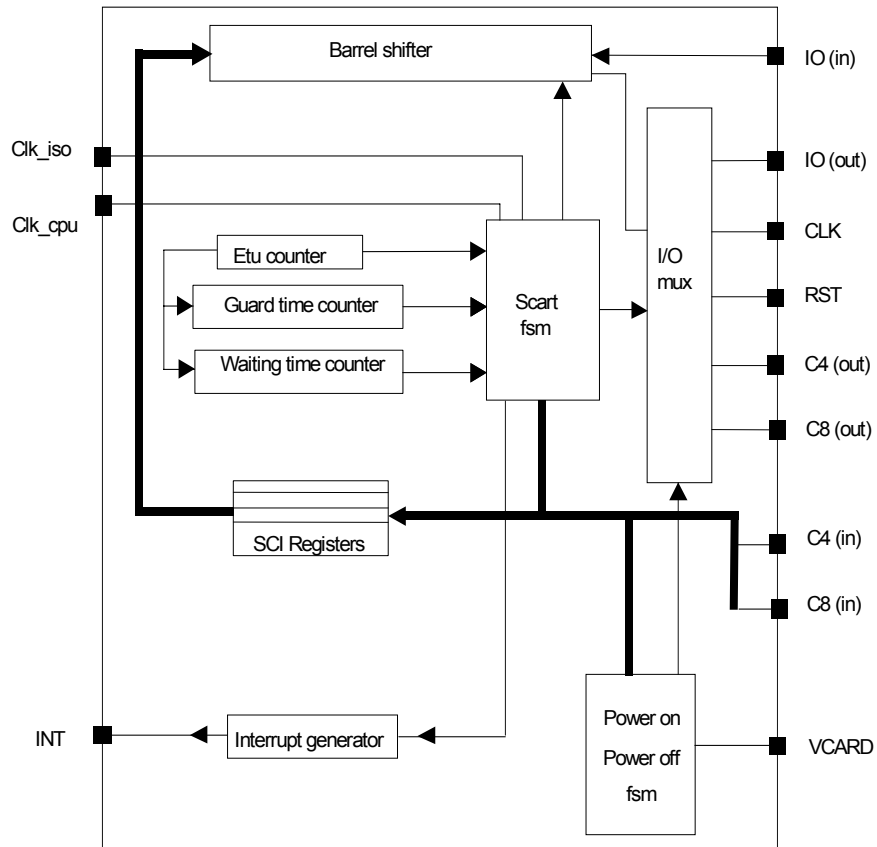 Barrel shifter
IO (in)
Clk_iso
IO (out)
Clk_cpu
CLK
Etu counter
I/O
mux
Guard time counter
Scart
fsm
RST
Waiting time counter
C4 (out)
C8 (out)
SCI Registers
C4 (in)
C8 (in)
INT
Interrupt generator
Power on
Power off
fsm
VCARD